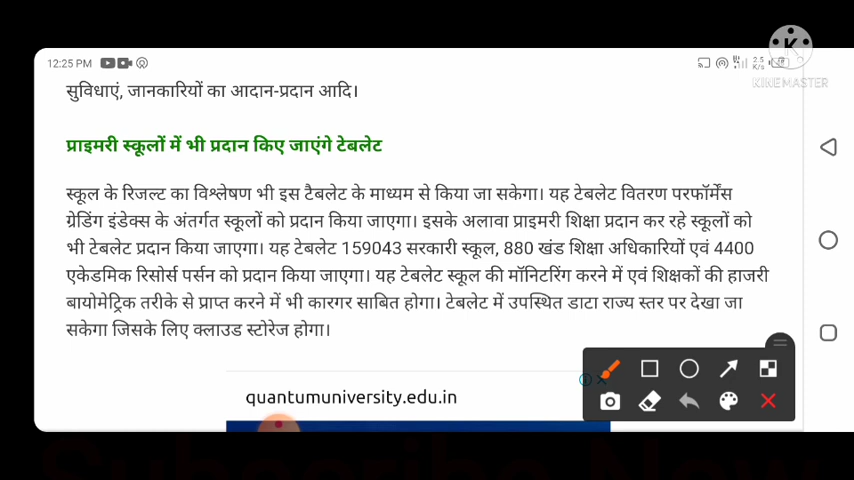 KINEMASTER
12:25 PM
सुविधाएं, जानकारियों का आदान-प्रदान आदि।
प्राइमरी स्कूलों में भी प्रदान किए जाएंगे टेबलेट
स्कूल के रिजल्ट का विश्लेषण भी इस टैबलेट के माध्यम से किया जा सकेगा। यह टेबलेट वितरण परफॉर्मेंस
ग्रेडिंग इंडेक्स के अंतर्गत स्कूलों को प्रदान किया जाएगा। इसके अलावा प्राइमरी शिक्षा प्रदान कर रहे स्कूलों को
भी टेबलेट प्रदान किया जाएगा। यह टेबलेट 159043 सरकारी स्कूल, 880 खंड शिक्षा अधिकारियों एवं 4400
एकेडमिक रिसोर्स पर्सन को प्रदान किया जाएगा। यह टेबलेट स्कूल की मॉनिटरिंग करने में एवं शिक्षकों की हाजरी
बायोमेट्रिक तरीके से प्राप्त करने में भी कारगर साबित होगा। टेबलेट में उपस्थित डाटा राज्य स्तर पर देखा जा
सकेगा जिसके लिए क्लाउड स्टोरेज होगा।
quantumuniversity.edu.in
Subscribe Now